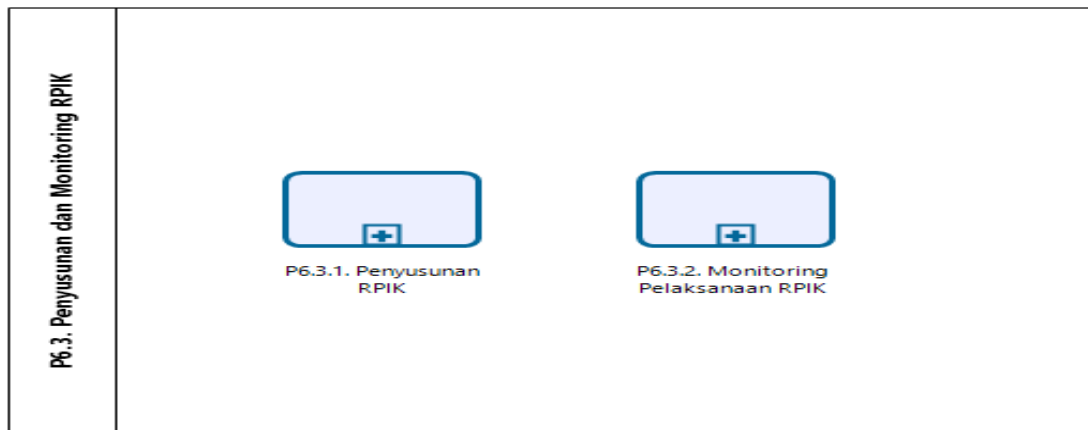 P6.3. Penyusunan dan Monitoring RPIK
P6.3.1. Penyusunan
RPIK
P6.3.2. Monitoring
Pelaksanaan RPIK